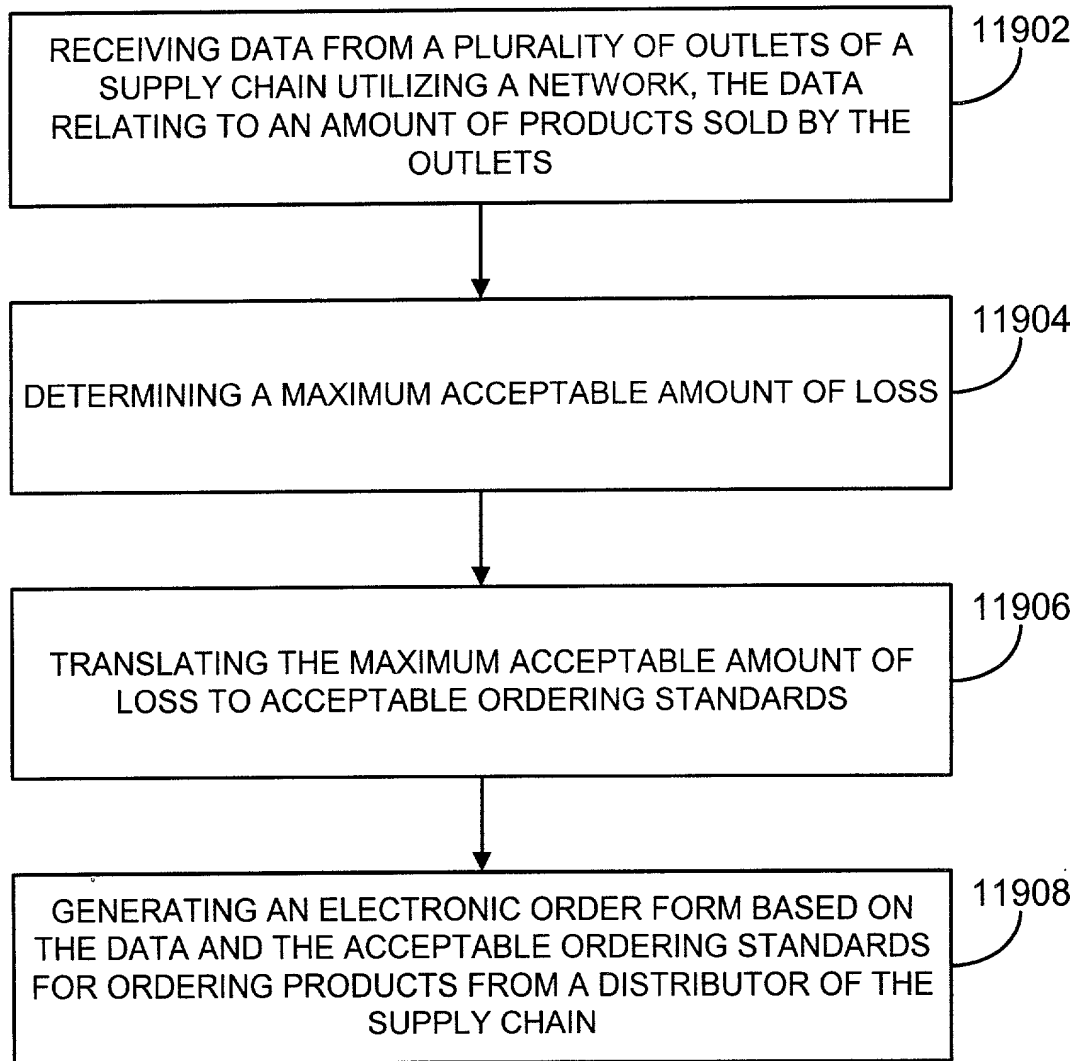 RECEIVING DATA FROM A PLURALITY OF OUTLETS OF A
SUPPLY CHAIN UTILIZING A NETWORK, THE DATA
RELATING TO AN AMOUNT OF PRODUCTS SOLD BY THE
OUTLETS
11902
DETERMINING A MAXIMUM ACCEPTABLE AMOUNT OF LOSS
11904
TRANSLATING THE MAXIMUM ACCEPTABLE AMOUNT OF
LOSS TO ACCEPTABLE ORDERING STANDARDS
11906
GENERATING AN ELECTRONIC ORDER FORM BASED ON
THE DATA AND THE ACCEPTABLE ORDERING STANDARDS
FOR ORDERING PRODUCTS FROM A DISTRIBUTOR OF THE
SUPPLY CHAIN
11908